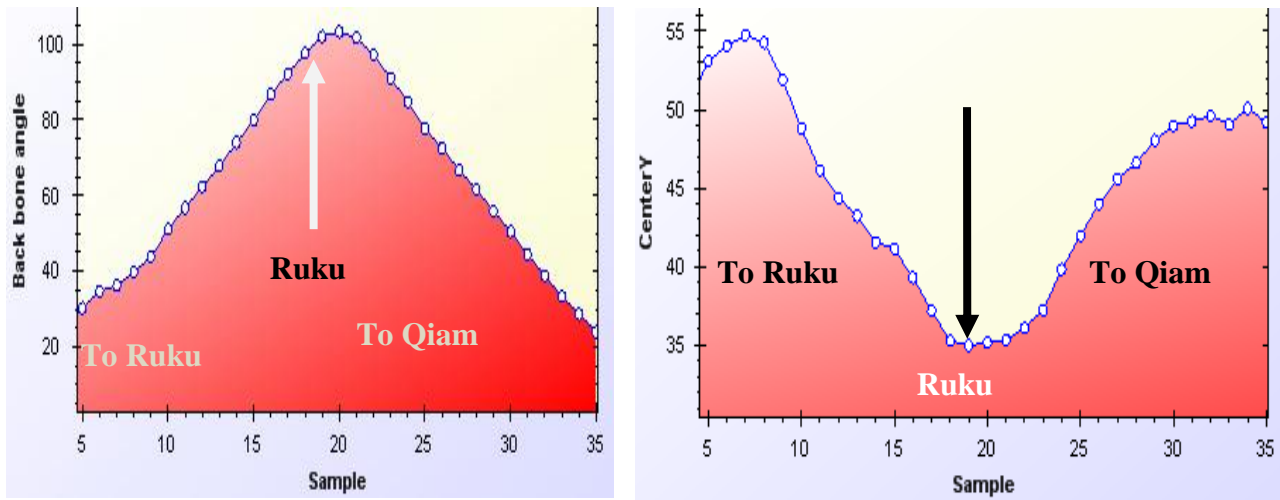 100
80
60
40
20
Back bone angle
Ruku
To Ruku
To Qiam
5 10 15 20 25 30 35
Sample
55
50
45
40
35
CenterY
To Ruku
To Qiam
Ruku
5 10 15 20 25 30 35
Sample